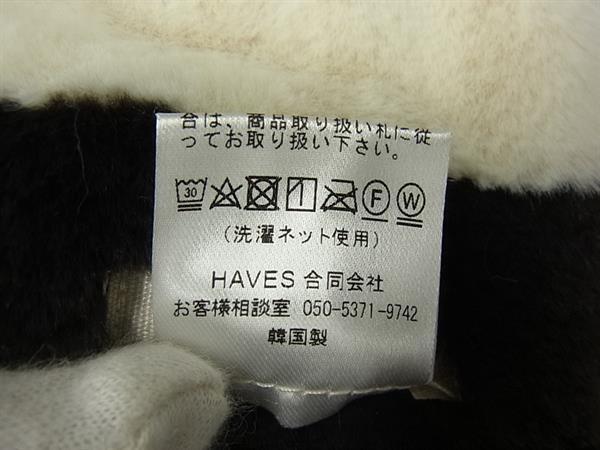 合は、商品取り扱い札に従
ってお取り扱い下さい。
30 F W
(洗濯ネット使用)
HAVES 合同会社
お客様相談室 050-5371-9742
韓国製